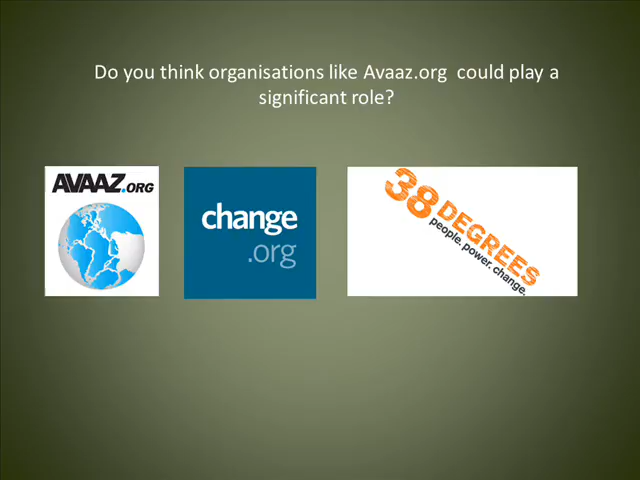 Do you think organisations like Avaaz.org could play a
significant role?
AVAAZ.ORG
change
.org
38
DEGREES
people. power. change.